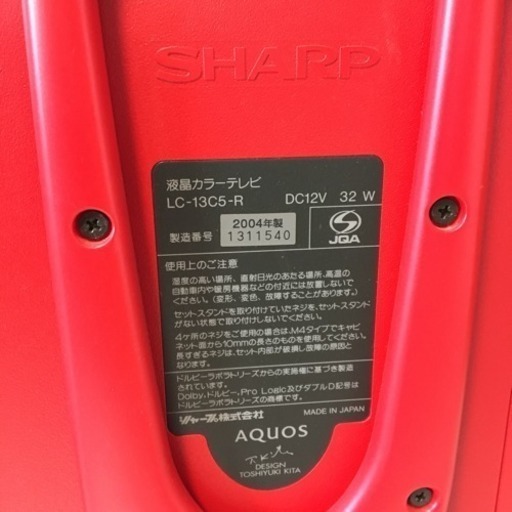 SHARP
液晶カラーテレビ
LC-13C5-R DC12V 32 W
2004年製
製造番号 1311540
JQA
使用上のご注意
湿度の高い場所、直射日光のあたる場所、高温の
自動車内や暖房機器などの付近には放置しないで
ください。(変形、変色、故障することがあります。)
セットスタンドを取り付けていたネジを、セットスタンド
がない状態で取り付けしないでください。
4ヶ所のネジをご使用の場合は、M4タイプでキャビ
ネット面から10mmの長さのものを使用してください。
長すぎるネジは、セット内部が破損し故障の原因と
なります。
ドルビーラボラトリーズからの実施権に基づき製造
されています。
Dolby、ドルビー、Pro Logic及びダブルD記号は
ドルビーラボラトリーズの商標です。
シャープ株式会社 MADE IN JAPAN
AQUOS
DESIGN
TOSHIYUKI KITA